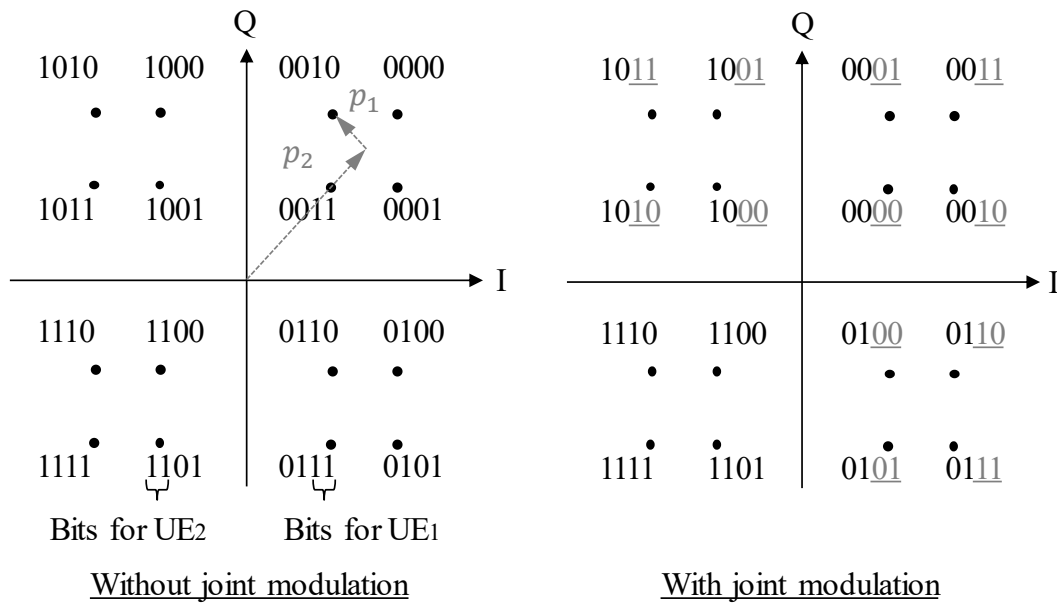 Q
1010 1000 0010 0000
p₁
p₂
1011 1001 0011 0001
I
1110 1100 0110 0100
1111 1101 0111 0101
Bits for UE2 Bits for UE1
Without joint modulation
Q
1011 1001 0001 0011
1010 1000 0000 0010
I
1110 1100 0100 0110
1111 1101 0101 0111
With joint modulation